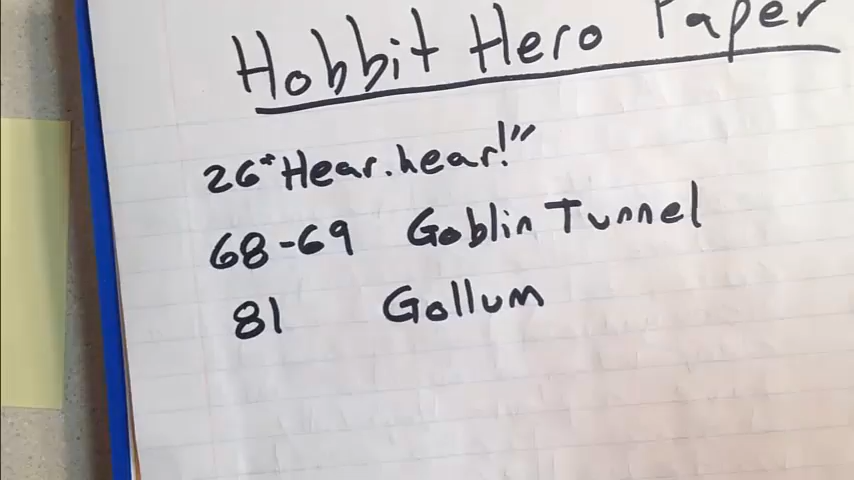 Hobbit Hero Paper
26 "Hear.hear!"
68-69 Goblin Tunnel
81 Gollum